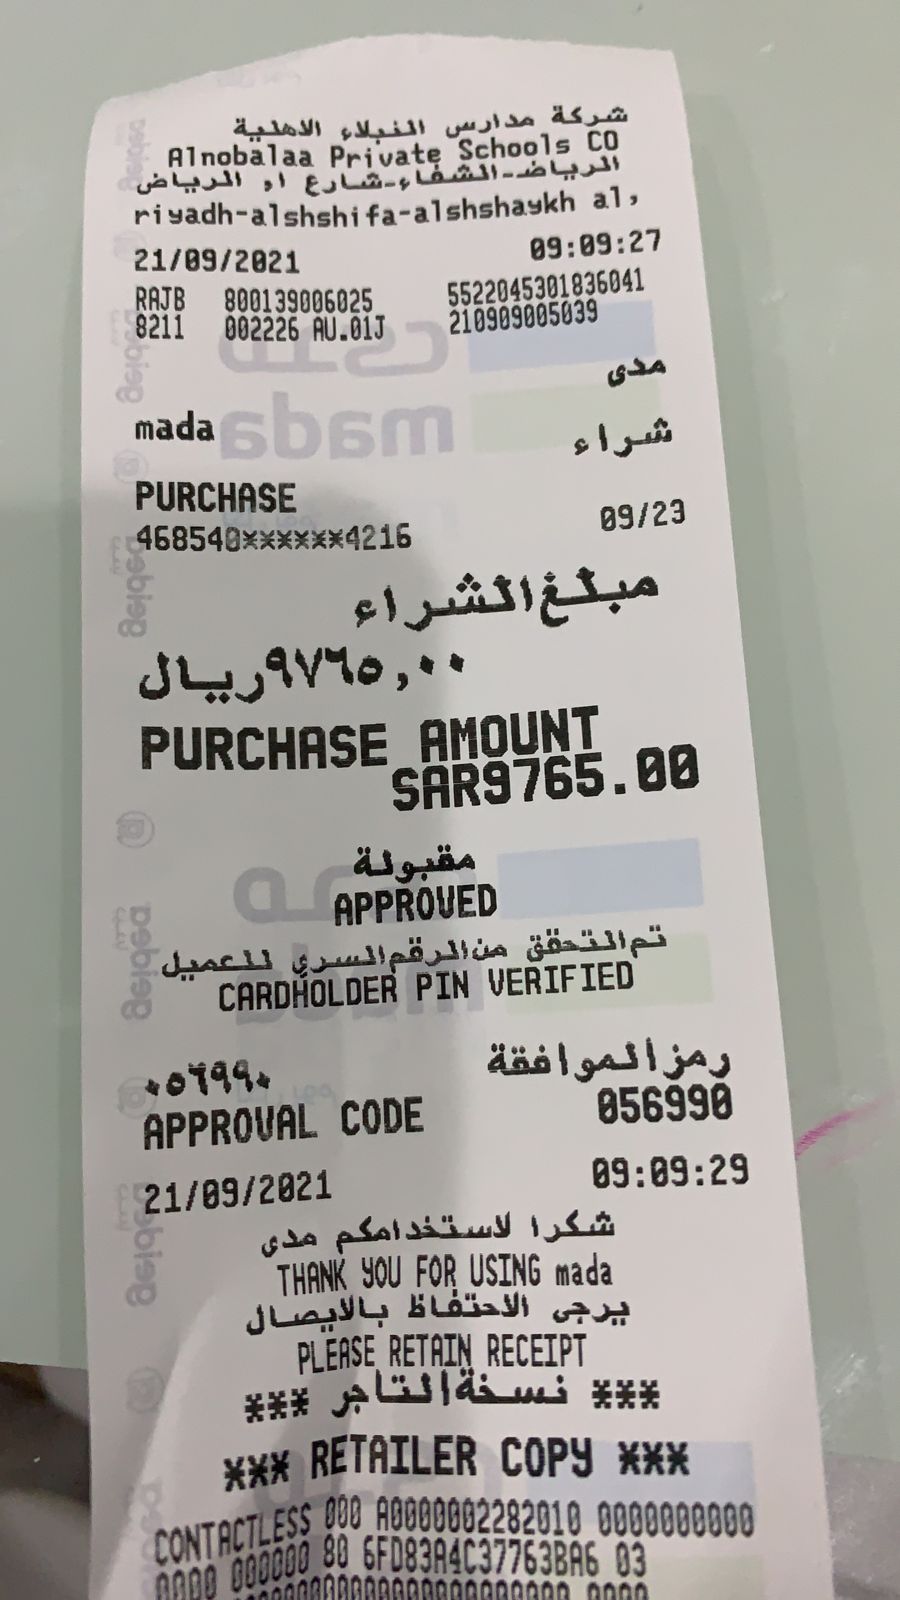 شركة مدارس النبلاء الاهلية
Alnobalaa Private Schools CO
الرياض-الشفاء-شارع ا, الرياض
riyadh-alshshifa-alshshaykh al,
21/09/2021 09:09:27
RAJB 800139006025 5522045301836041
8211 002226 AU.01J 210909005039
مدى
mada
شراء
PURCHASE
468540******4216 09/23
مبلغ الشراء
٩٧٦٥,٠٠ ريال
PURCHASE AMOUNT
SAR9765.00
مقبولة
APPROVED
تم التحقق من الرقم السري للعميل
CARDHOLDER PIN VERIFIED
رمز الموافقة ٠٥٦٩٩٠
APPROVAL CODE 056990
21/09/2021 09:09:29
شكرا لاستخدامكم مدى
THANK YOU FOR USING mada
يرجى الاحتفاظ بالايصال
PLEASE RETAIN RECEIPT
*** نسخة التاجر ***
*** RETAILER COPY ***
CONTACTLESS 000 A0000002282010 0000000000
0000 000000 80 6FD83A4C37763BA6 03